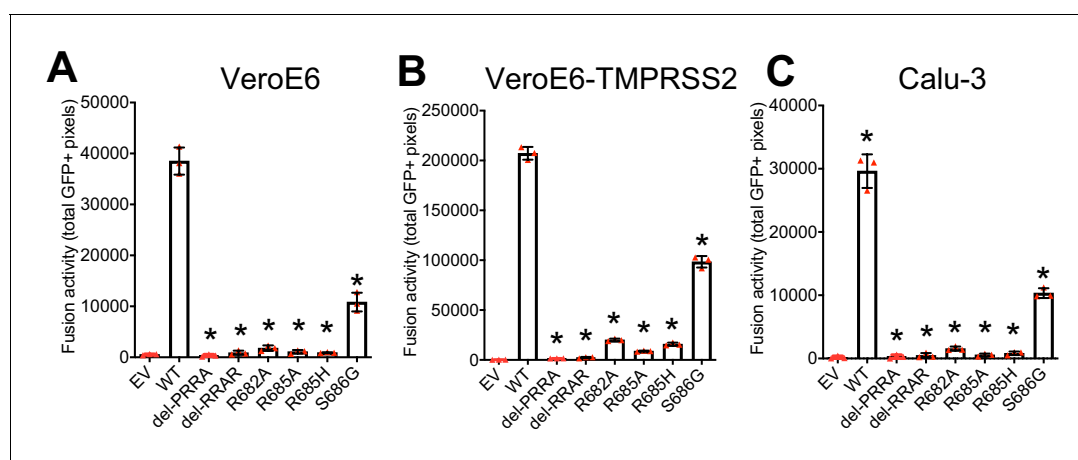 A
VeroE6
Fusion activity (total GFP+ pixels)
50000
40000
30000
20000
10000
0
*
*
*
*
*
*
EV
WT
del-PRRA
del-RRAR
R682A
R685A
R685H
S686G
B
VeroE6-TMPRSS2
Fusion activity (total GFP+ pixels)
250000
200000
150000
100000
50000
0
*
*
*
*
*
*
EV
WT
del-PRRA
del-RRAR
R682A
R685A
R685H
S686G
C
Calu-3
Fusion activity (total GFP+ pixels)
40000
30000
20000
10000
0
*
*
*
*
*
*
*
EV
WT
del-PRRA
del-RRAR
R682A
R685A
R685H
S686G